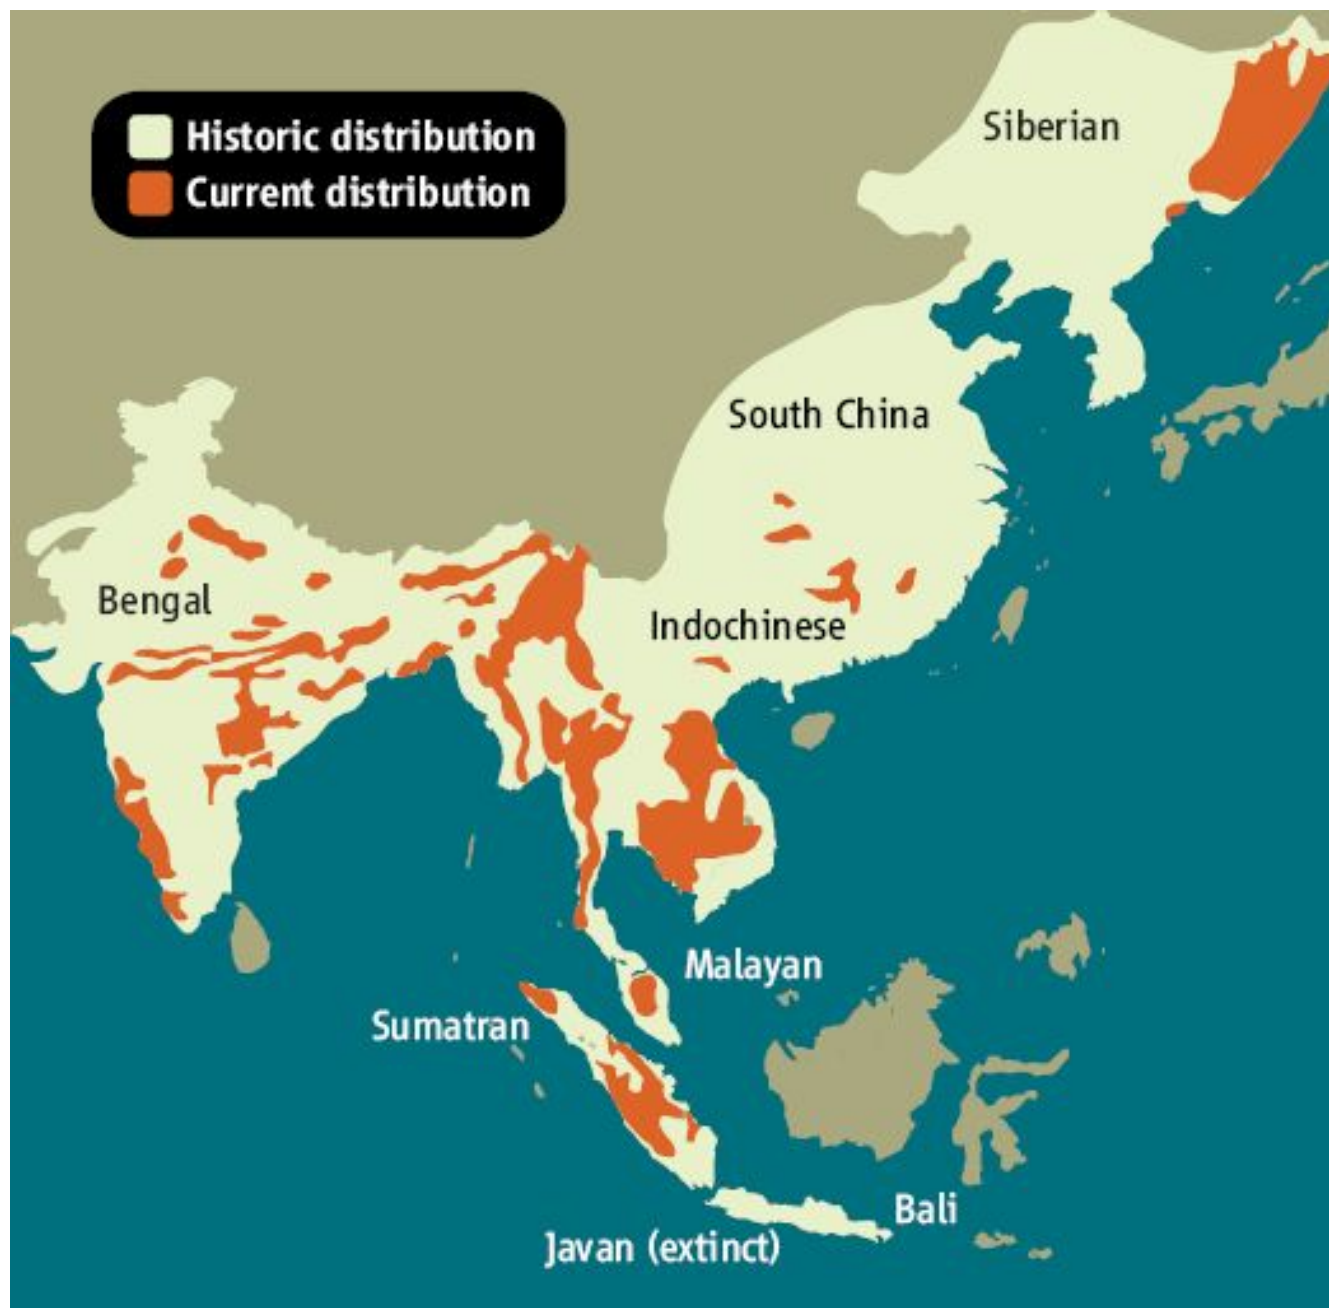 Historic distribution
Current distribution
Siberian
South China
Bengal
Indochinese
Malayan
Sumatran
Bali
Javan (extinct)